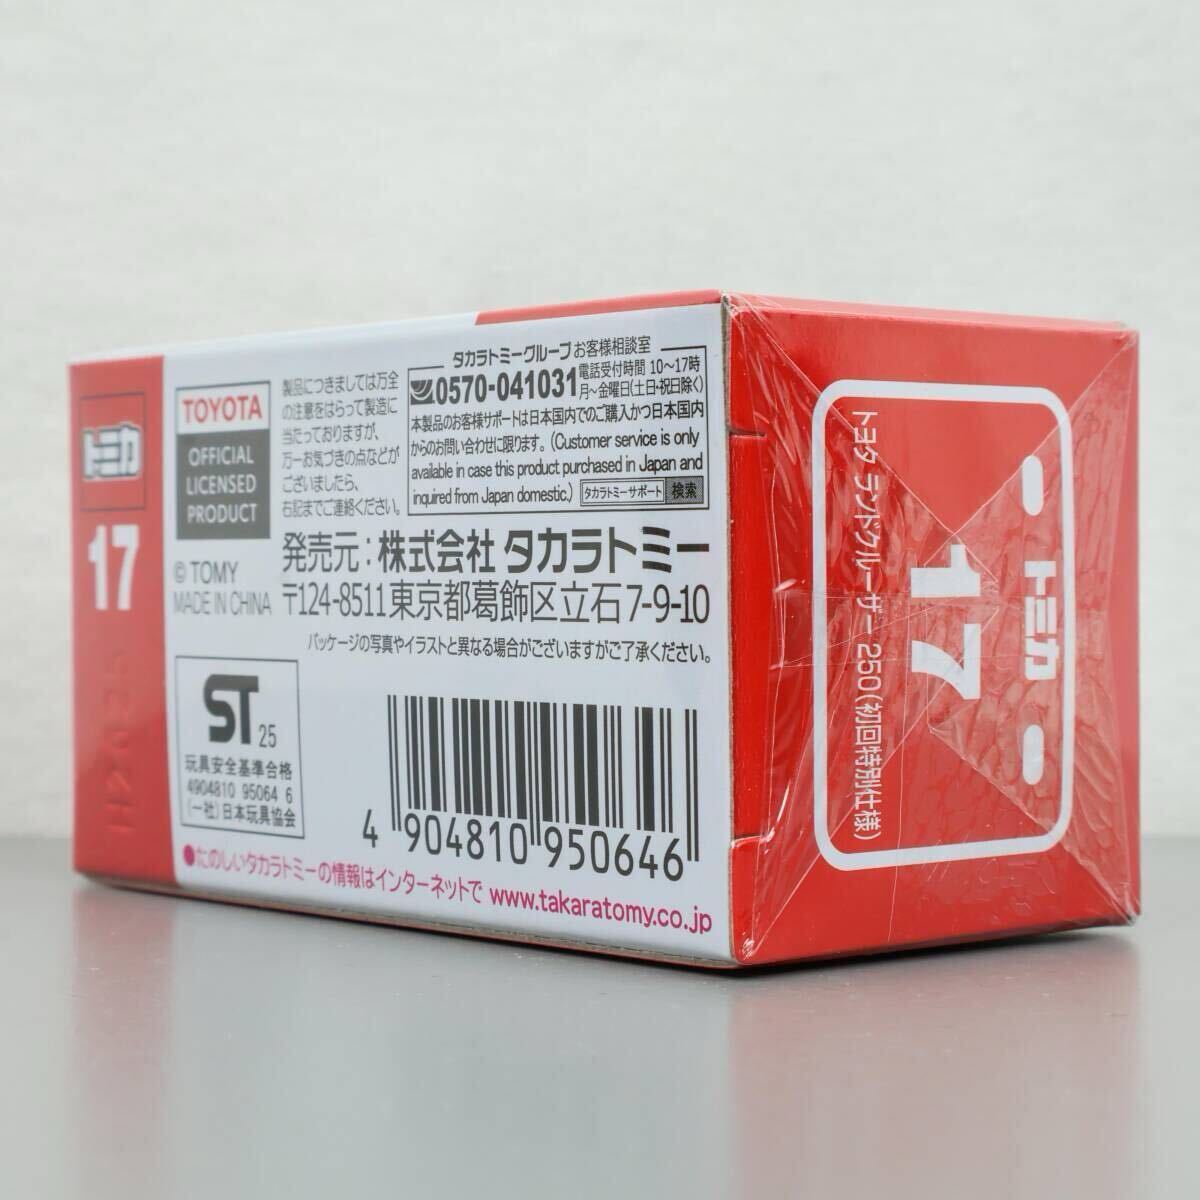 トミカ
17
TOYOTA
OFFICIAL
LICENSED
PRODUCT
© TOMY
MADE IN CHINA
製品につきましては万全
の注意をはらって製造に
当たっておりますが、
万一お気づきの点などが
ございましたら、
右記までご連絡ください。
タカラトミーグループお客様相談室
0570-041031
電話受付時間 10〜17時
月〜金曜日(土日・祝日除く)
本製品のお客様サポートは日本国内でのご購入かつ日本国内
からのお問い合わせに限ります。(Customer service is only
available in case this product purchased in Japan and
inquired from Japan domestic.) タカラトミーサポート 検索
発売元:株式会社 タカラトミー
〒124-8511 東京都葛飾区立石7-9-10
パッケージの写真やイラストと異なる場合がございますがご了承ください。
ST 25
玩具安全基準合格
4904810 95064 6
(一社)日本玩具協会
4 904810 950646
●たのしいタカラトミーの情報はインターネットで www.takaratomy.co.jp
トミカ
17
トヨタ ランドクルーザー 250(初回特別仕様)